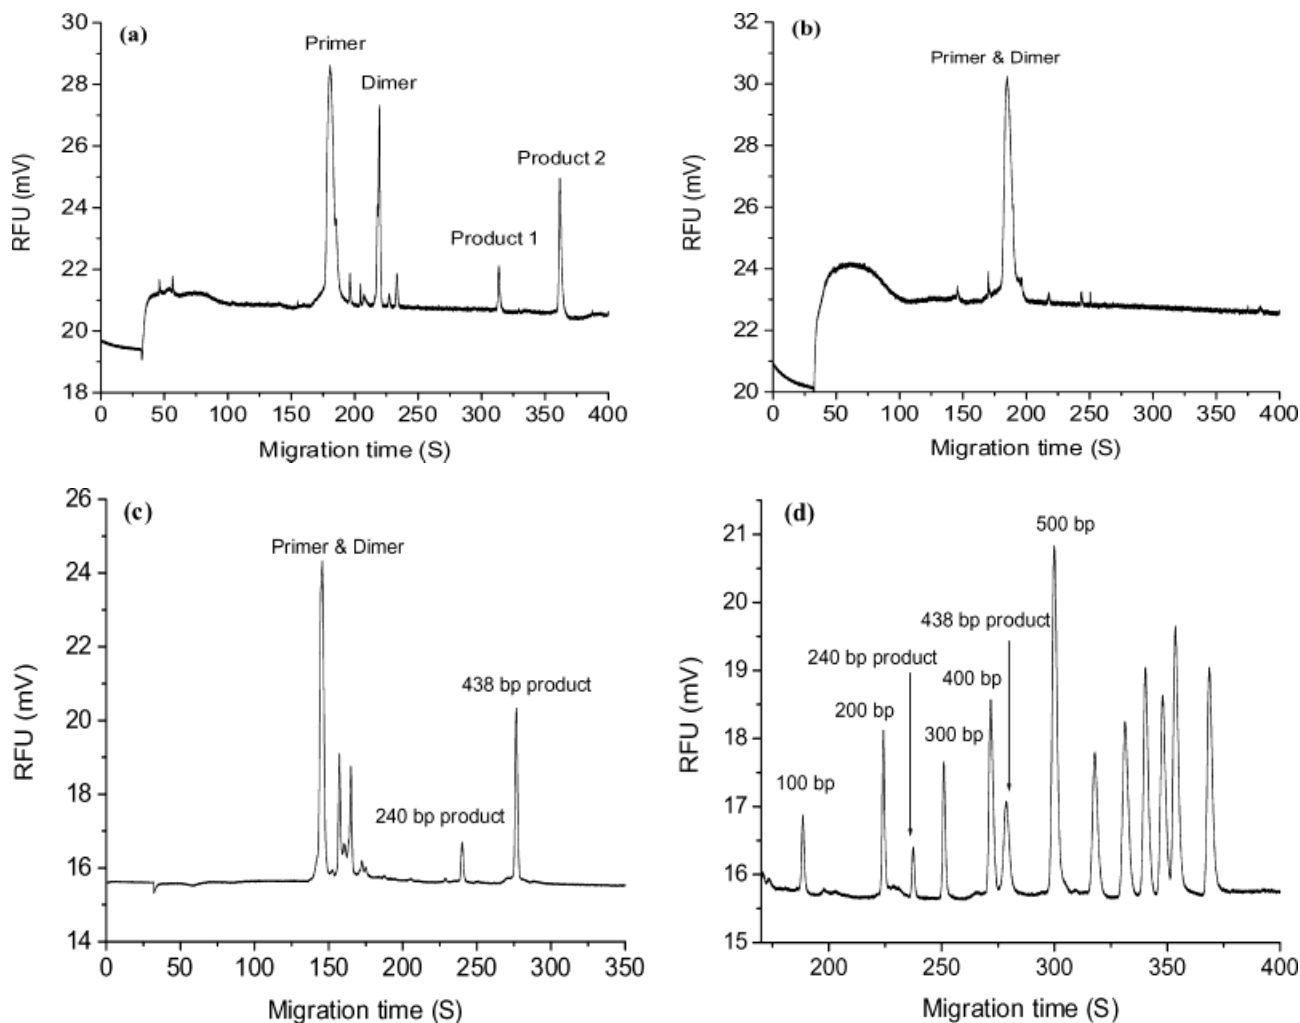 (a)
30
28
26
24
22
20
18
RFU (mV)
Primer
Dimer
Product 1
Product 2
0 50 100 150 200 250 300 350 400
Migration time (S)
(b)
32
30
28
26
24
22
20
RFU (mV)
Primer & Dimer
0 50 100 150 200 250 300 350 400
Migration time (S)
(c)
26
24
22
20
18
16
14
RFU (mV)
Primer & Dimer
438 bp product
240 bp product
0 50 100 150 200 250 300 350
Migration time (S)
(d)
21
20
19
18
17
16
15
RFU (mV)
500 bp
438 bp product
240 bp product
400 bp
200 bp
300 bp
100 bp
200 250 300 350 400
Migration time (S)